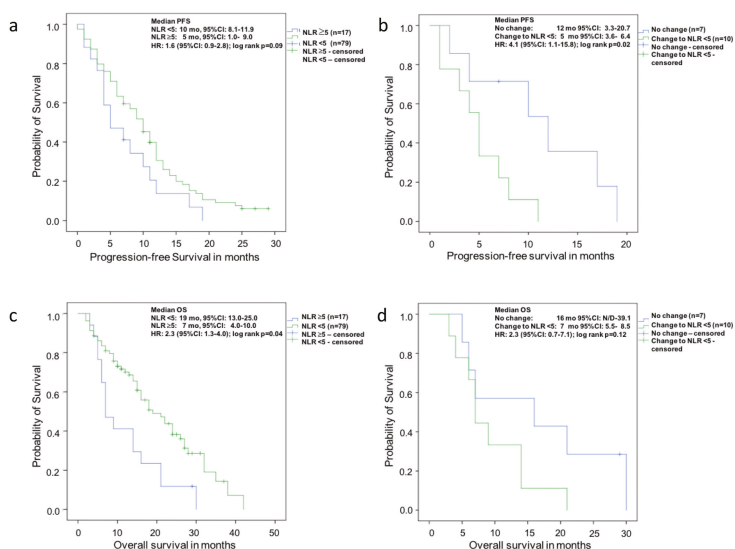 a
Median PFS
NLR <5: 10 mo, 95%CI: 8.1-11.9
NLR ≥5: 5 mo, 95%CI: 1.0- 9.0
HR: 1.6 (95%CI: 0.9-2.8); log rank p=0.09
NLR ≥5 (n=17)
NLR <5 (n=79)
NLR ≥5 - censored
NLR <5 – censored
Probability of Survival
1.0
0.8
0.6
0.4
0.2
0.0
0 5 10 15 20 25 30
Progression-free Survival in months
b
Median PFS
No change: 12 mo 95%CI: 3.3-20.7
Change to NLR <5: 5 mo 95%CI: 3.6- 6.4
HR: 4.1 (95%CI: 1.1-15.8); log rank p=0.02
No change (n=7)
Change to NLR <5 (n=10)
No change - censored
Change to NLR <5 -
censored
Probability of Survival
1.0
0.8
0.6
0.4
0.2
0.0
0 5 10 15 20
Progression-free Survival in months
c
Median OS
NLR <5: 19 mo, 95%CI: 13.0-25.0
NLR ≥5: 7 mo, 95%CI: 4.0-10.0
HR: 2.3 (95%CI: 1.3-4.0); log rank p=0.04
NLR ≥5 (n=17)
NLR <5 (n=79)
NLR ≥5 – censored
NLR <5 - censored
Probability of Survival
1.0
0.8
0.6
0.4
0.2
0.0
0 10 20 30 40 50
Overall survival in months
d
Median OS
No change: 16 mo 95%CI: N/D-39.1
Change to NLR <5: 7 mo 95%CI: 5.5- 8.5
HR: 2.3 (95%CI: 0.7-7.1); log rank p=0.12
No change (n=7)
Change to NLR <5 (n=10)
No change – censored
Change to NLR <5 -
censored
Probability of Survival
1.0
0.8
0.6
0.4
0.2
0.0
0 5 10 15 20 25 30
Overall survival in months